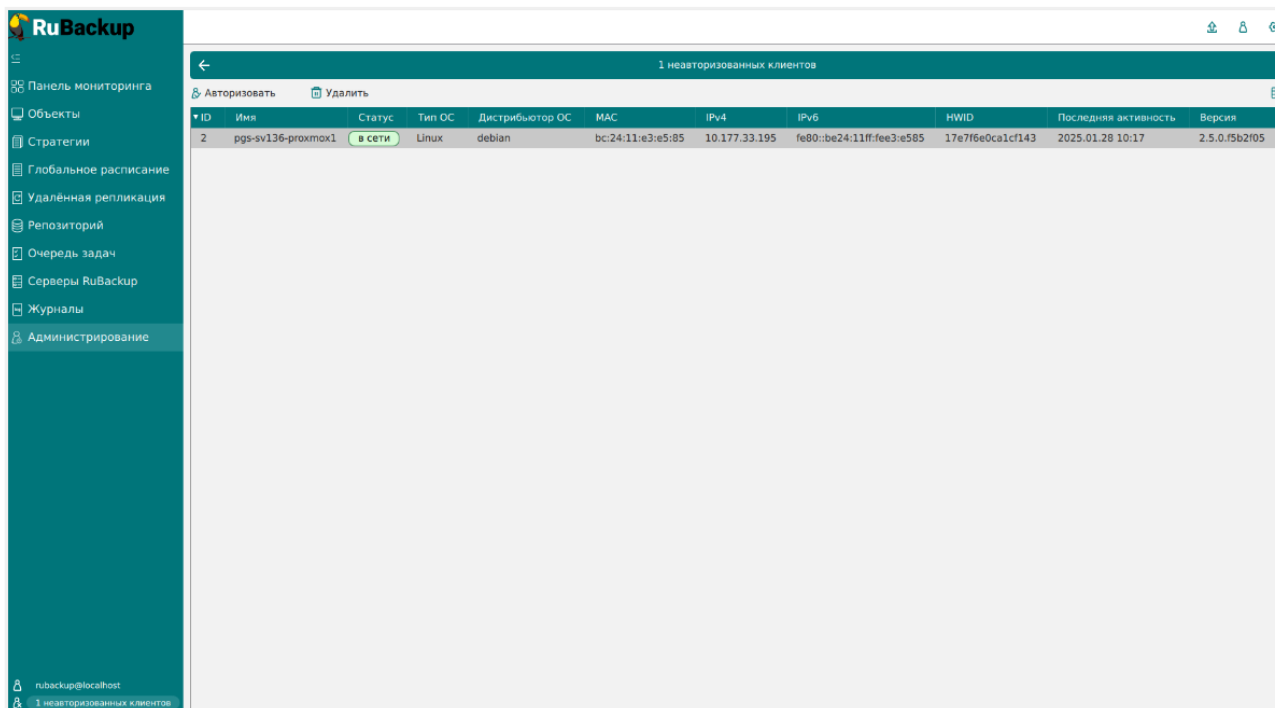 RuBackup
1 неавторизованных клиентов
Панель мониторинга
Объекты
Стратегии
Глобальное расписание
Удалённая репликация
Репозиторий
Очередь задач
Серверы RuBackup
Журналы
Администрирование
Авторизовать Удалить
ID Имя Статус Тип ОС Дистрибьютор ОС MAC IPv4 IPv6 HWID Последняя активность Версия
2 pgs-sv136-proxmox1 в сети Linux debian bc:24:11:e3:e5:85 10.177.33.195 fe80::be24:11ff:fee3:e585 17e7f6e0ca1cf143 2025.01.28 10:17 2.5.0.f5b2f05
rubackup@localhost
1 неавторизованных клиентов